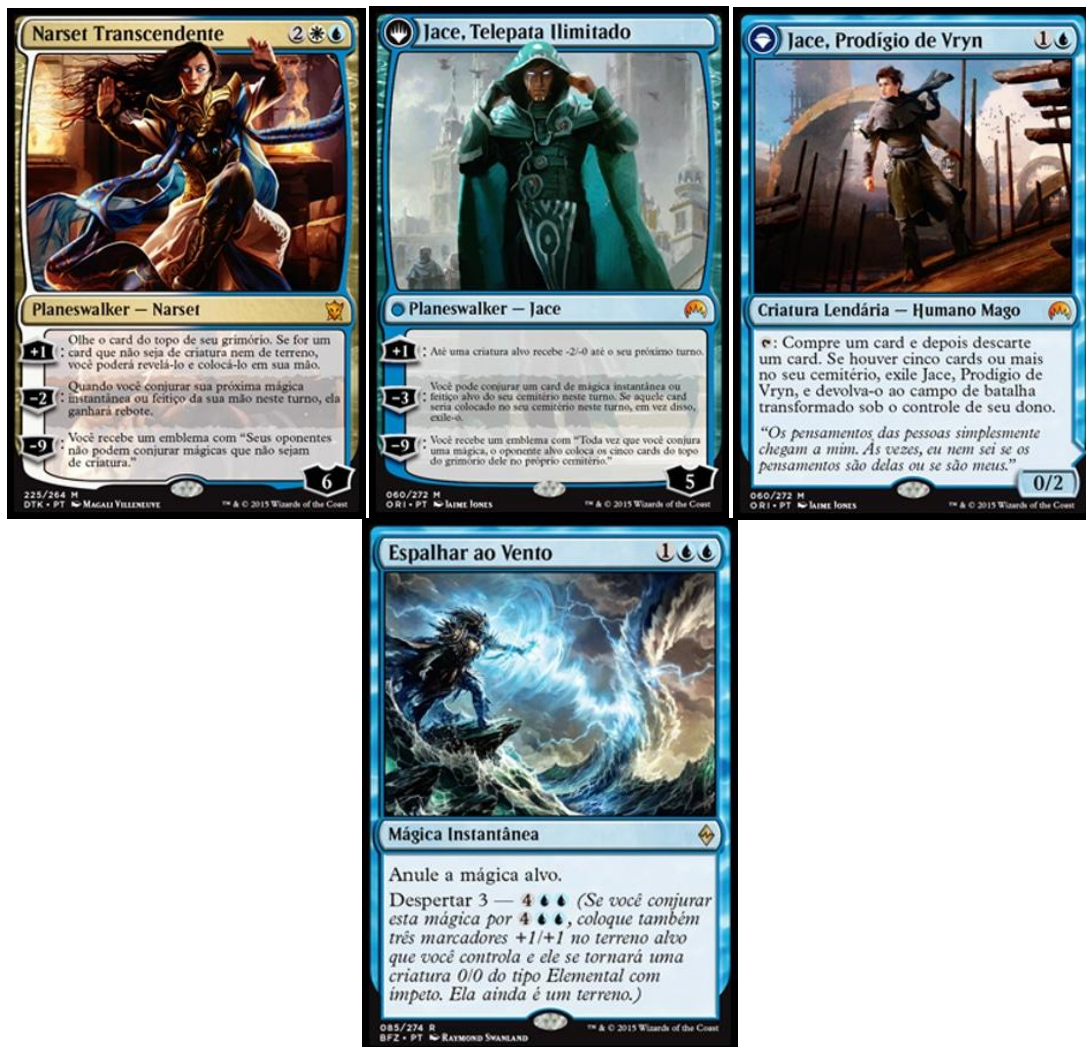 Narset Transcendente 2
Planeswalker — Narset
+1 : Olhe o card do topo de seu grimório. Se for um
card que não seja de criatura nem de terreno,
você poderá revelá-lo e colocá-lo em sua mão.
-2 : Quando você conjurar sua próxima mágica
instantânea ou feitiço da sua mão neste turno, ela
ganhará rebote.
-9 : Você recebe um emblema com “Seus oponentes
não podem conjurar mágicas que não sejam
de criatura.”
6
225/264 M
DTK • PT MAGALI VILLENEUVE ™ & © 2015 Wizards of the Coast
Jace, Telepata Ilimitado
Planeswalker — Jace
+1 : Até uma criatura alvo recebe -2/-0 até o seu próximo turno.
-3 : Você pode conjurar um card de mágica instantânea ou
feitiço alvo do seu cemitério neste turno. Se aquele card
seria colocado no seu cemitério neste turno, em vez disso,
exile-o.
-9 : Você recebe um emblema com “Toda vez que você conjura
uma mágica, o oponente alvo coloca os cinco cards do topo
do grimório dele no próprio cemitério.”
5
060/272 M
ORI • PT JAIME JONES ™ & © 2015 Wizards of the Coast
Jace, Prodígio de Vryn 1
Criatura Lendária — Humano Mago
: Compre um card e depois descarte
um card. Se houver cinco cards ou mais
no seu cemitério, exile Jace, Prodígio de
Vryn, e devolva-o ao campo de batalha
transformado sob o controle de seu dono.
“Os pensamentos das pessoas simplesmente
chegam a mim. Às vezes, eu nem sei se os
pensamentos são delas ou se são meus.”
0/2
060/272 M
ORI • PT JAIME JONES ™ & © 2015 Wizards of the Coast
Espalhar ao Vento 1
Mágica Instantânea
Anule a mágica alvo.
Despertar 3 — 4 (Se você conjurar
esta mágica por 4 , coloque também
três marcadores +1/+1 no terreno alvo
que você controla e ele se tornará uma
criatura 0/0 do tipo Elemental com
ímpeto. Ela ainda é um terreno.)
085/274 R
BFZ • PT RAYMOND SWANLAND ™ & © 2015 Wizards of the Coast